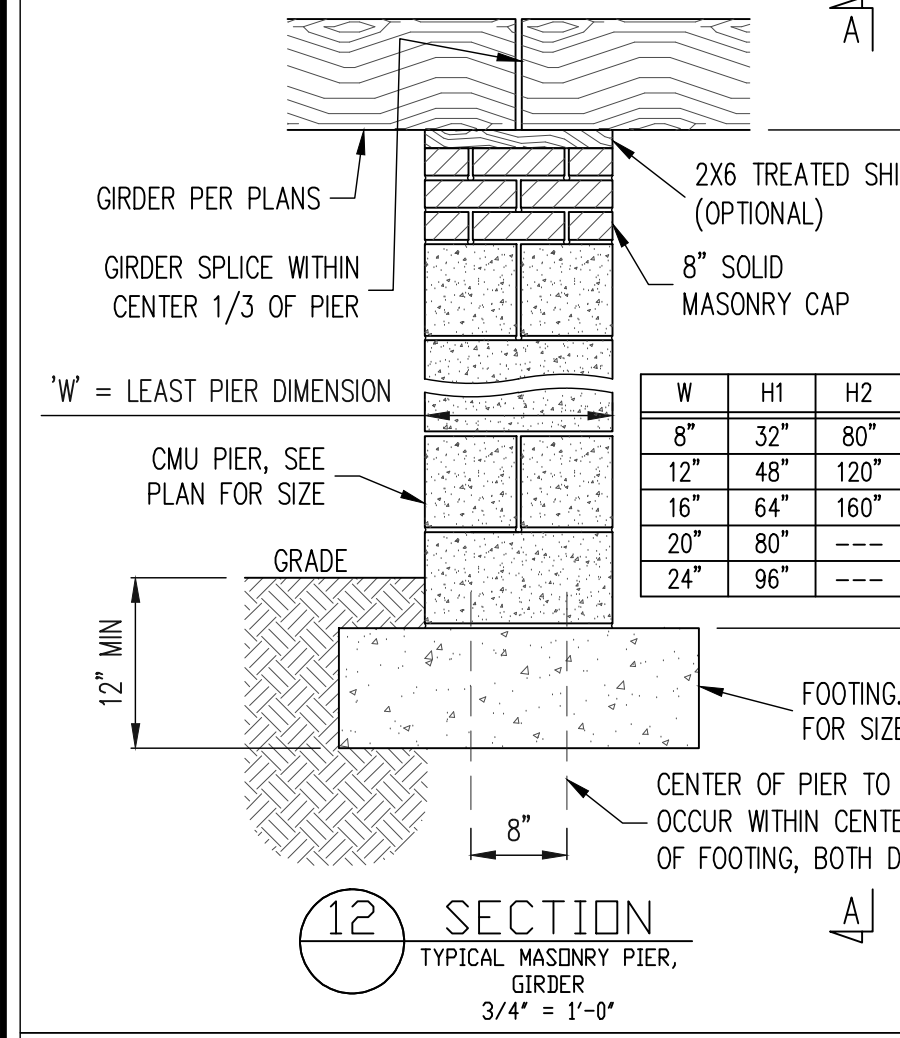 A
GIRDER PER PLANS
2X6 TREATED
(OPTIONAL)
GIRDER SPLICE WITHIN
CENTER 1/3 OF PIER
8" SOLID
MASONRY CAP
'W' = LEAST PIER DIMENSION
W H1 H2
8" 32" 80"
12" 48" 120"
16" 64" 160"
20" 80" ---
24" 96" ---
CMU PIER, SEE
PLAN FOR SIZE
GRADE
12" MIN
FOOTING.
FOR
CENTER OF PIER TO
OCCUR WITHIN
OF FOOTING, BOTH
8"
A
12 SECTION
TYPICAL MASONRY PIER,
GIRDER
3/4" = 1'-0"